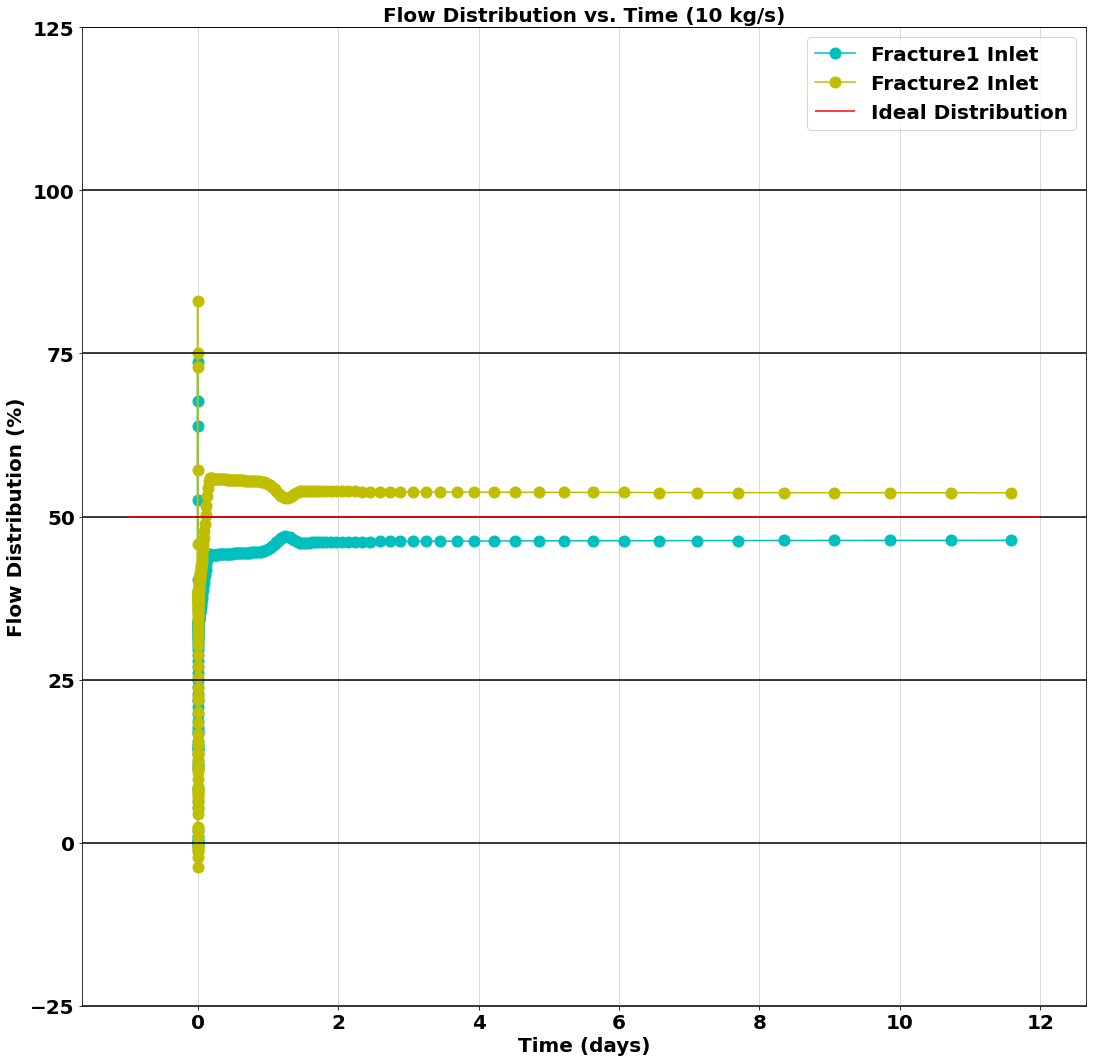 Flow Distribution vs. Time (10 kg/s)
Fracture1 Inlet
Fracture2 Inlet
Ideal Distribution
Flow Distribution (%)
125
100
75
50
25
0
−25
0 2 4 6 8 10 12
Time (days)